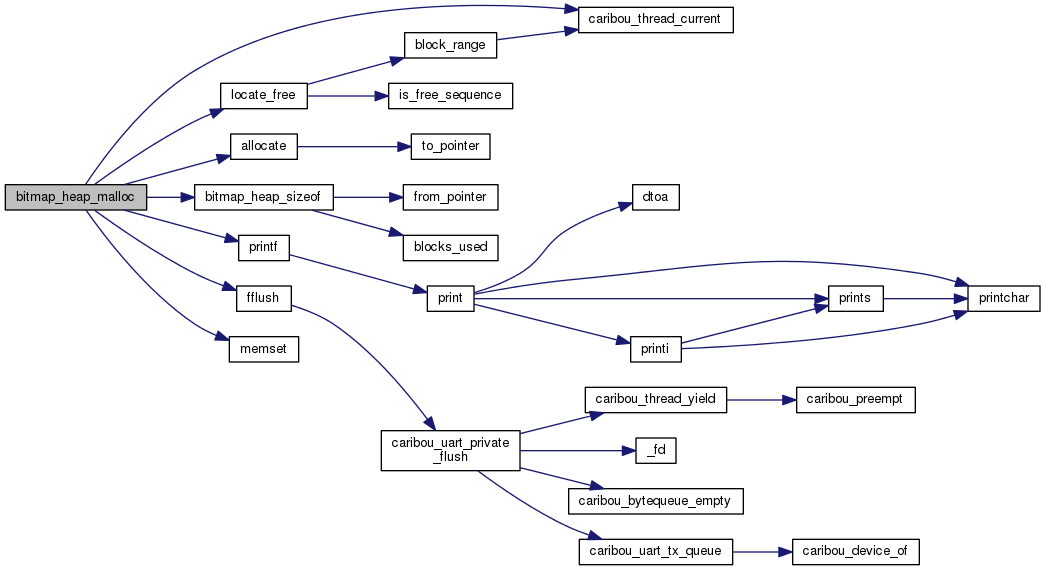 caribou_thread_current
block_range
locate_free
is_free_sequence
allocate
to_pointer
bitmap_heap_malloc
bitmap_heap_sizeof
from_pointer
dtoa
printf
blocks_used
fflush
print
prints
printchar
memset
printi
caribou_thread_yield
caribou_preempt
caribou_uart_private
_flush
_fd
caribou_bytequeue_empty
caribou_uart_tx_queue
caribou_device_of